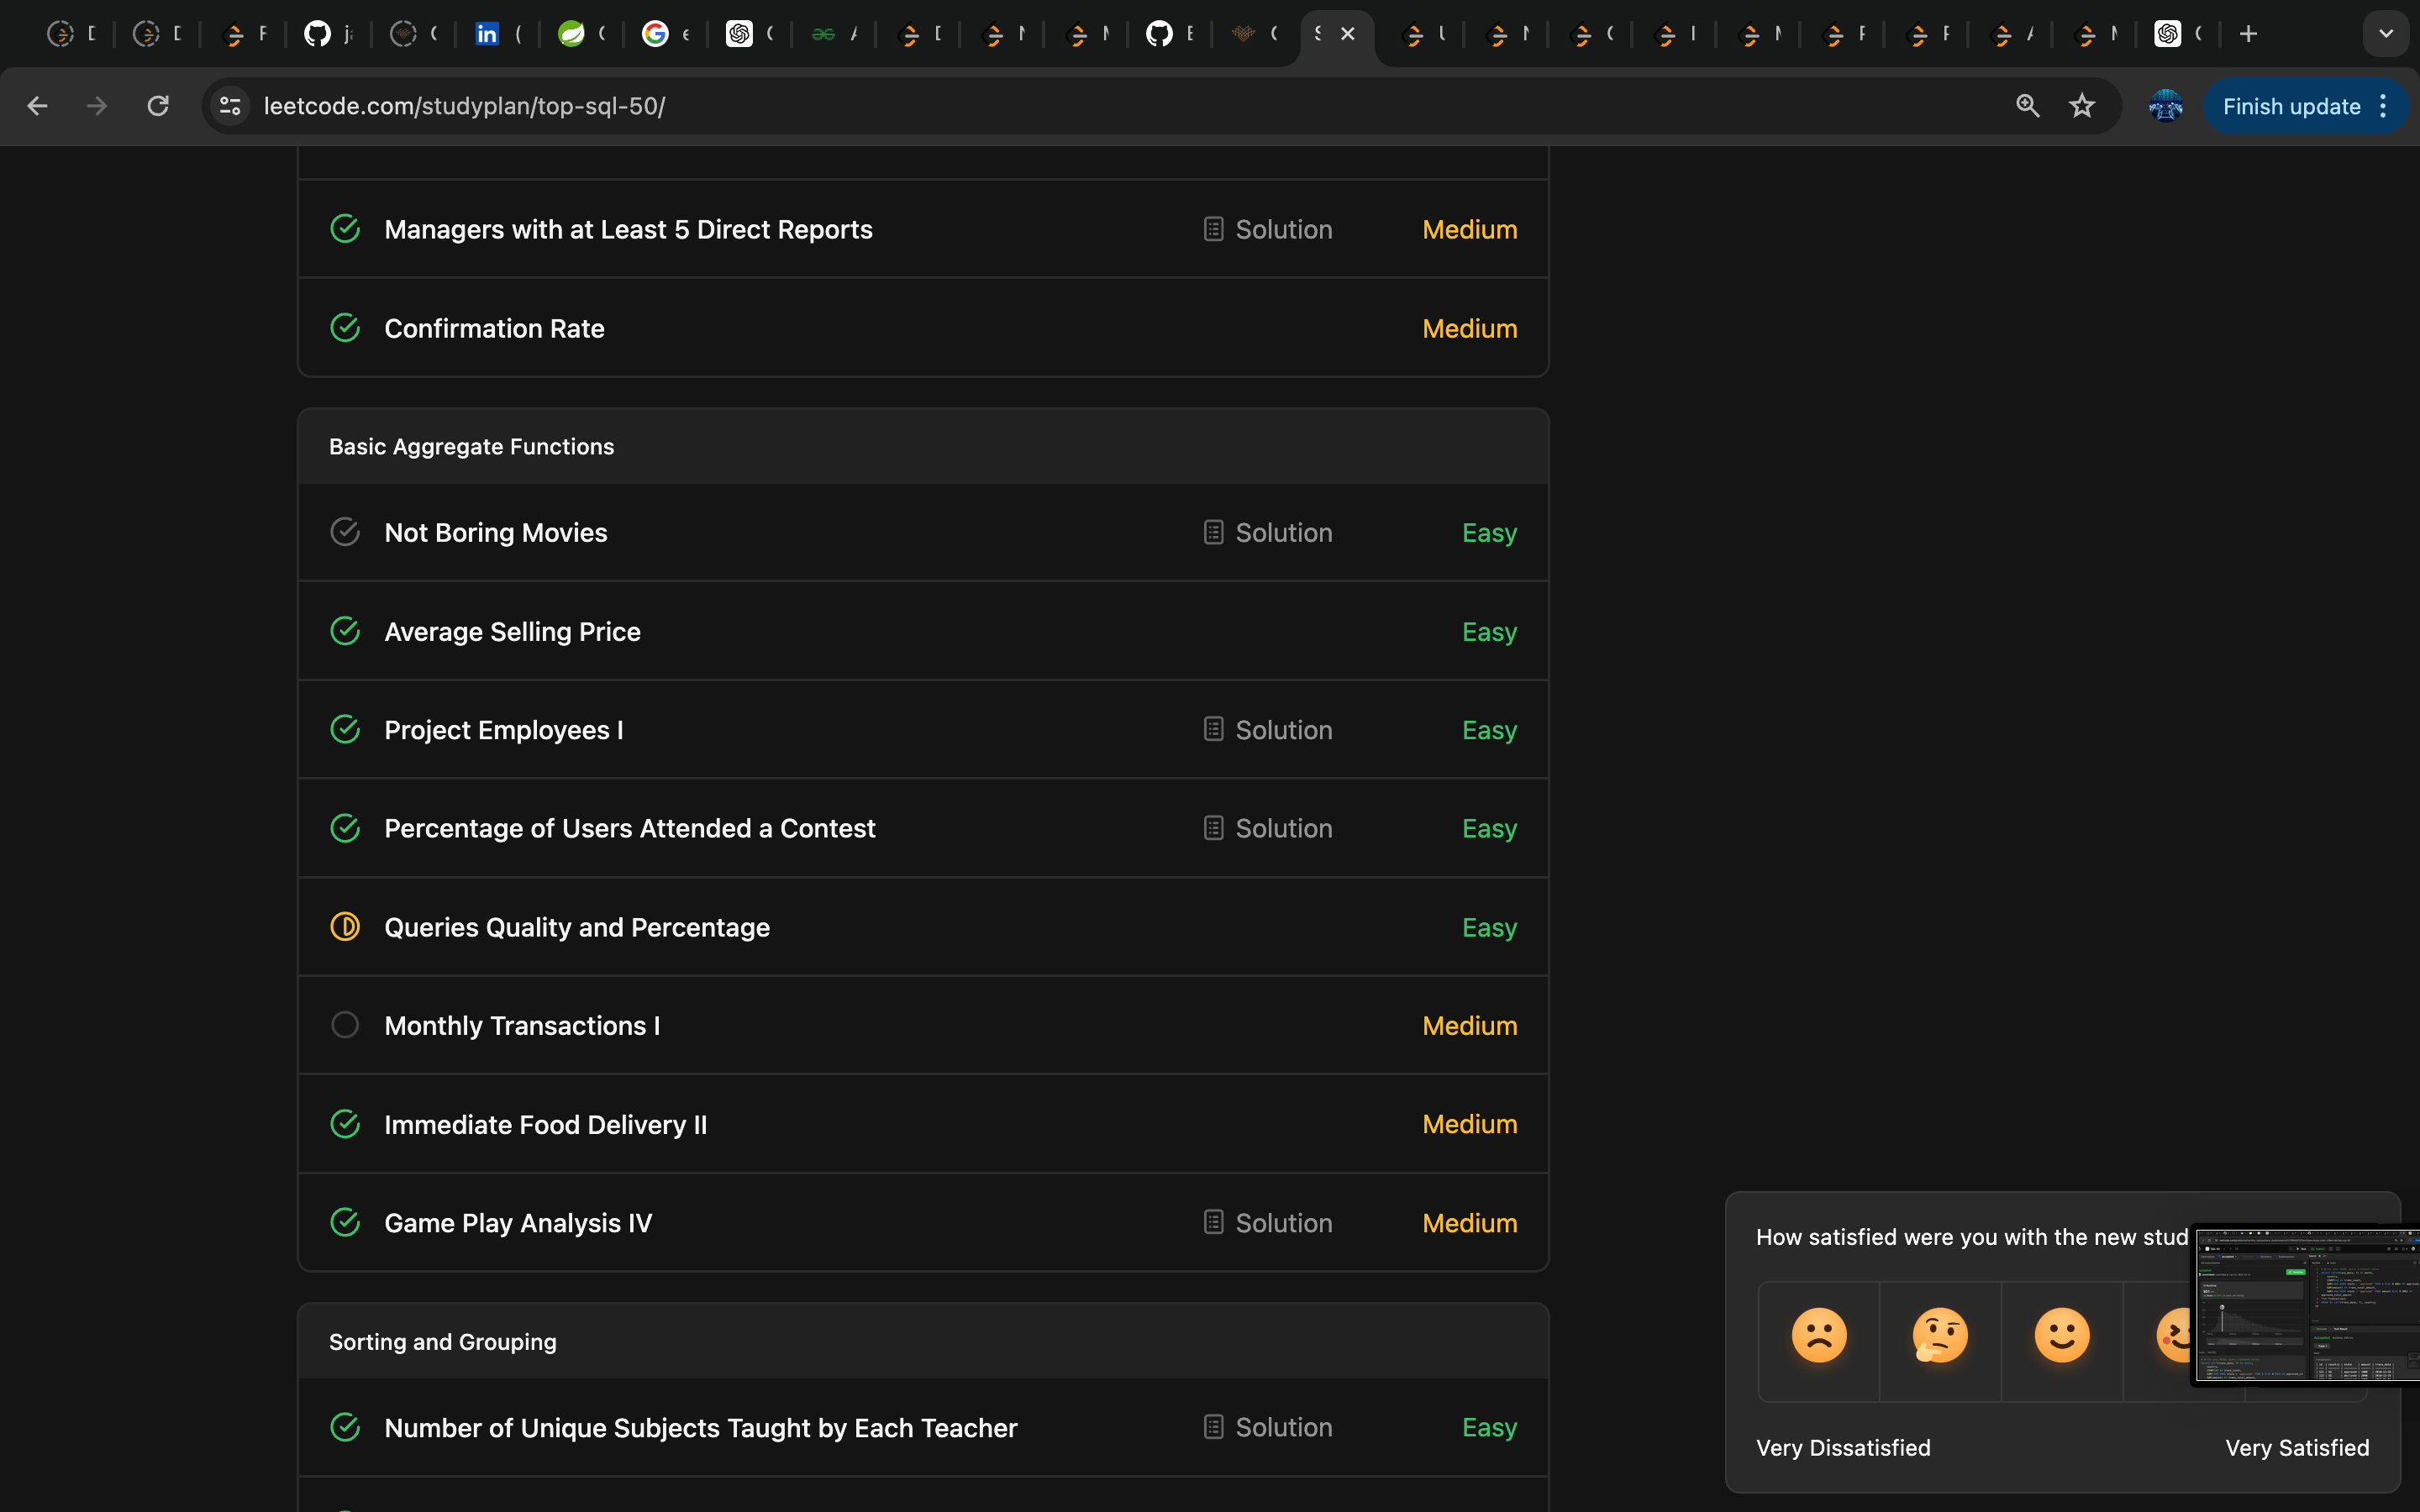 leetcode.com/studyplan/top-sql-50/
Finish update
Managers with at Least 5 Direct Reports Solution Medium
Confirmation Rate Medium
Basic Aggregate Functions
Not Boring Movies Solution Easy
Average Selling Price Easy
Project Employees I Solution Easy
Percentage of Users Attended a Contest Solution Easy
Queries Quality and Percentage Easy
Monthly Transactions I Medium
Immediate Food Delivery II Medium
Game Play Analysis IV Solution Medium
Sorting and Grouping
Number of Unique Subjects Taught by Each Teacher Solution Easy
How satisfied were you with the new stud
Very Dissatisfied Very Satisfied